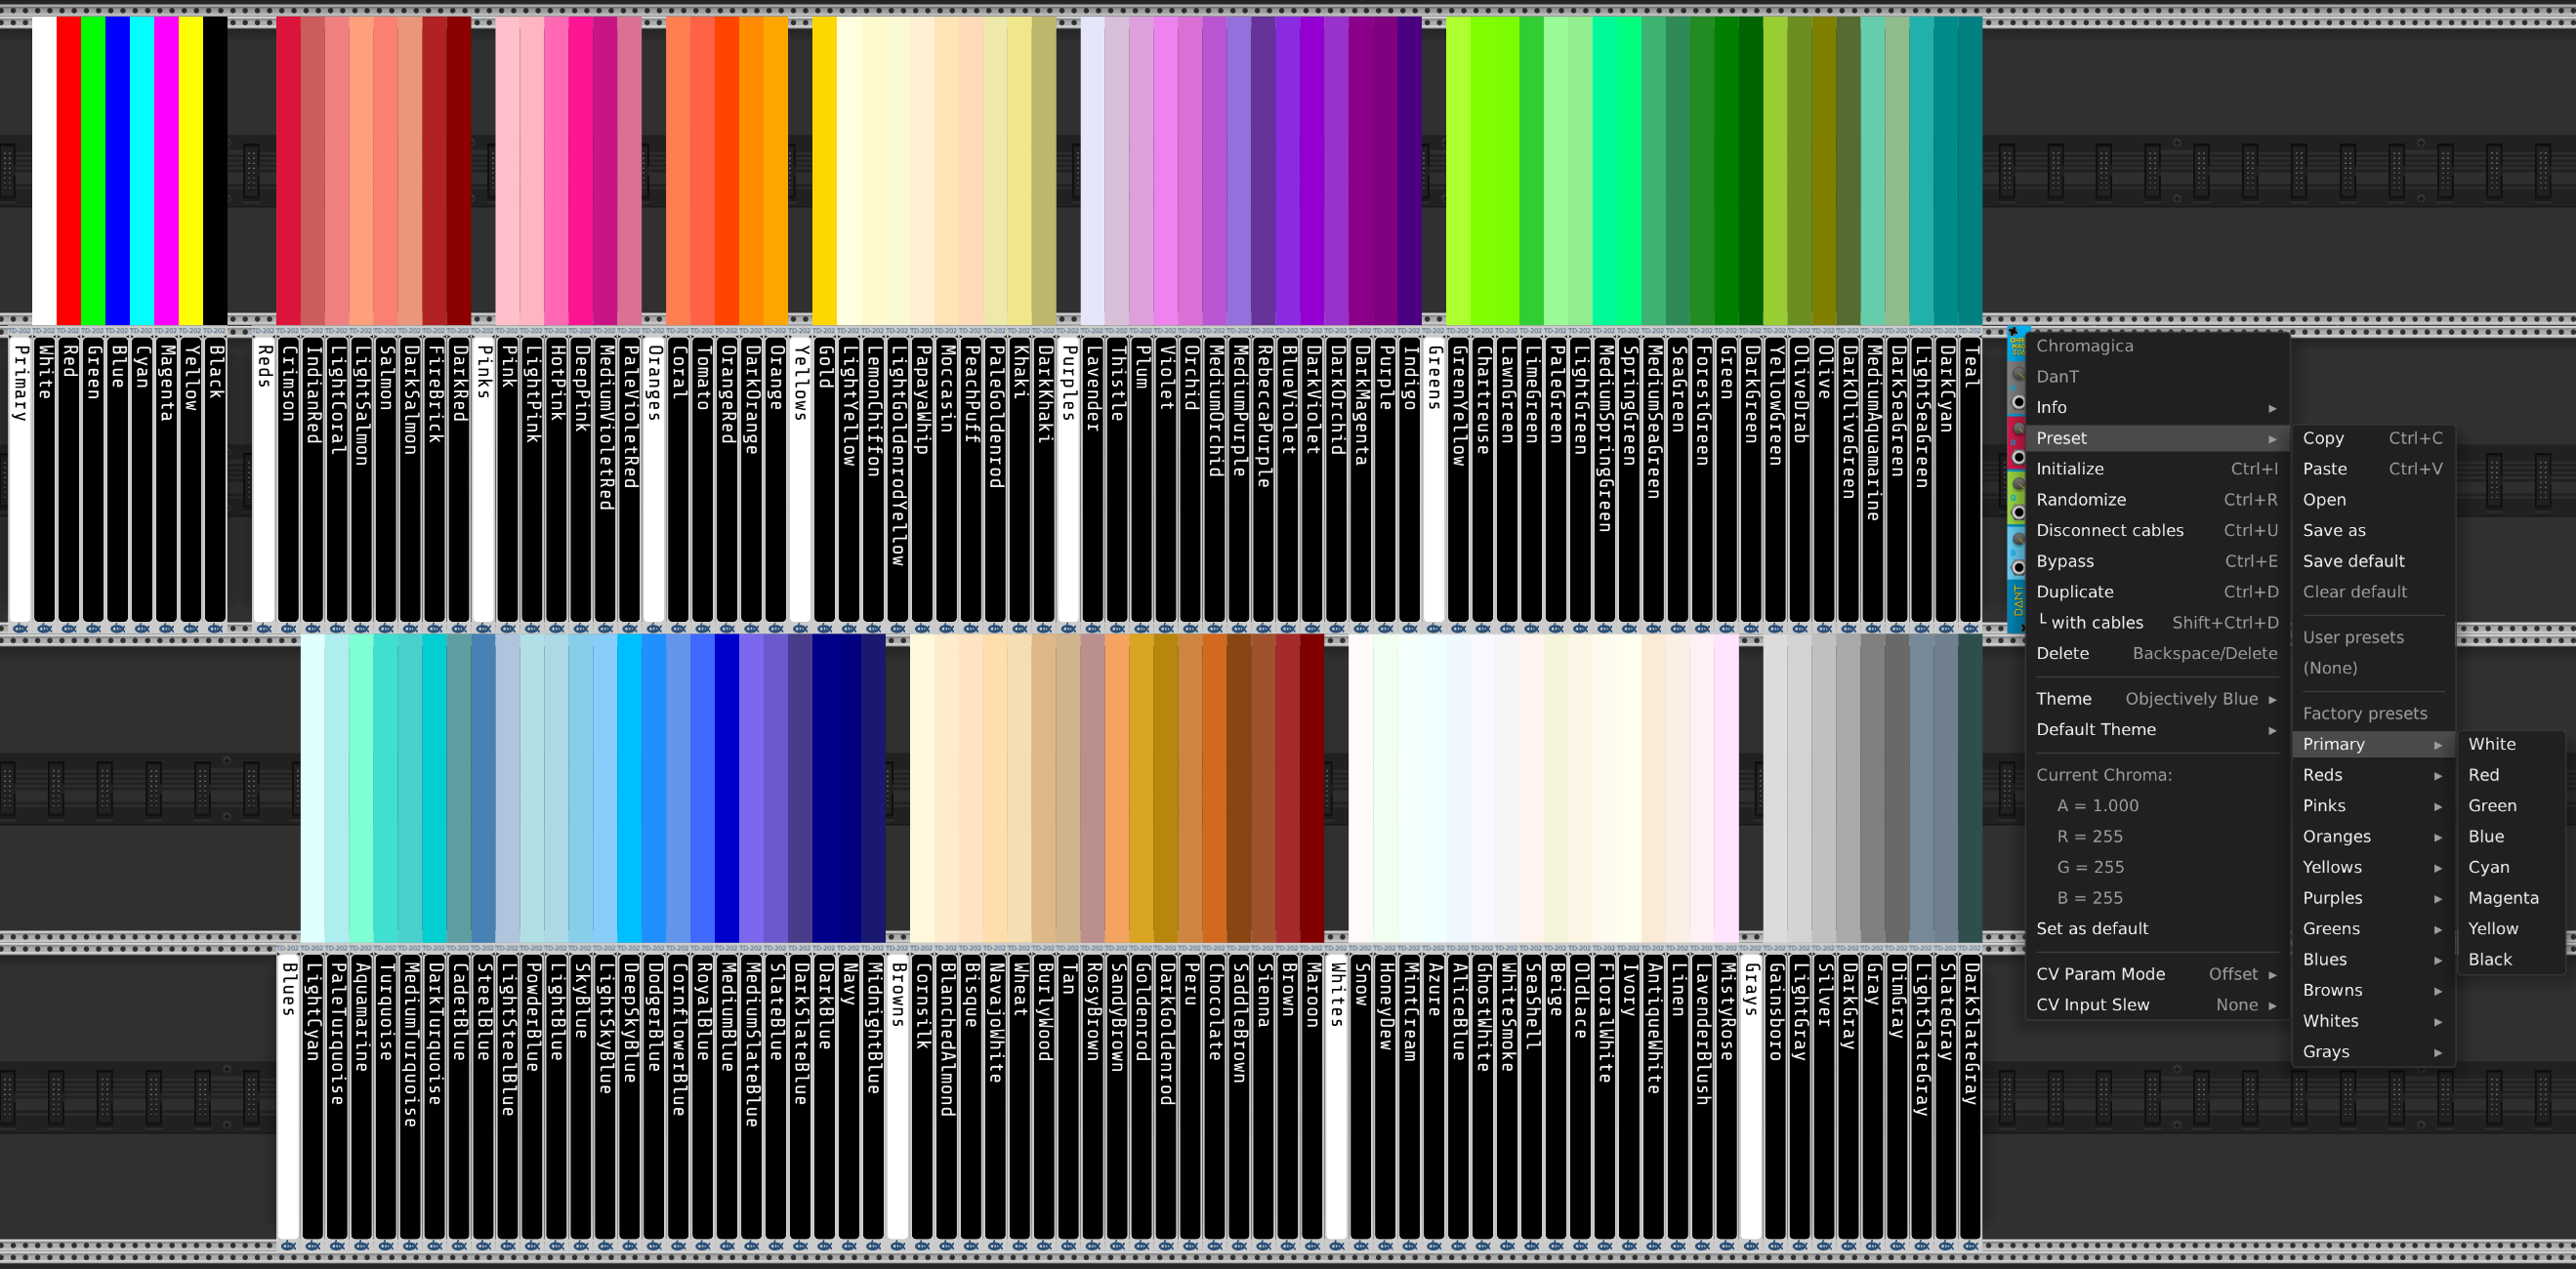 Primary
White
Red
Green
Blue
Cyan
Magenta
Yellow
Black
Reds
Crimson
IndianRed
LightCoral
LightSalmon
Salmon
DarkSalmon
FireBrick
DarkRed
Pinks
Pink
LightPink
HotPink
DeepPink
MediumVioletRed
PaleVioletRed
Oranges
Coral
Tomato
OrangeRed
DarkOrange
Orange
Yellows
Gold
LightYellow
LemonChiffon
LightGoldenrodYellow
PapayaWhip
Moccasin
PeachPuff
PaleGoldenrod
Khaki
DarkKhaki
Purples
Lavender
Thistle
Plum
Violet
Orchid
MediumOrchid
MediumPurple
RebeccaPurple
BlueViolet
DarkViolet
DarkOrchid
DarkMagenta
Purple
Indigo
Greens
GreenYellow
Chartreuse
LawnGreen
LimeGreen
PaleGreen
LightGreen
MediumSpringGreen
SpringGreen
MediumSeaGreen
SeaGreen
ForestGreen
Green
DarkGreen
YellowGreen
OliveDrab
Olive
DarkOliveGreen
MediumAquamarine
DarkSeaGreen
LightSeaGreen
DarkCyan
Teal
Blues
LightCyan
PaleTurquoise
Aquamarine
Turquoise
MediumTurquoise
DarkTurquoise
CadetBlue
SteelBlue
LightSteelBlue
PowderBlue
LightBlue
SkyBlue
LightSkyBlue
DeepSkyBlue
DodgerBlue
CornflowerBlue
RoyalBlue
MediumBlue
MediumSlateBlue
SlateBlue
DarkSlateBlue
DarkBlue
Navy
MidnightBlue
Browns
Cornsilk
BlanchedAlmond
Bisque
NavajoWhite
Wheat
BurlyWood
Tan
RosyBrown
SandyBrown
Goldenrod
DarkGoldenrod
Peru
Chocolate
SaddleBrown
Sienna
Brown
Maroon
Whites
Snow
HoneyDew
MintCream
Azure
AliceBlue
GhostWhite
WhiteSmoke
SeaShell
Beige
OldLace
FloralWhite
Ivory
AntiqueWhite
Linen
LavenderBlush
MistyRose
Grays
Gainsboro
LightGray
Silver
DarkGray
Gray
DimGray
LightSlateGray
SlateGray
DarkSlateGray
DANT
Chromagica
DanT
Info
Preset
Initialize Ctrl+I
Randomize Ctrl+R
Disconnect cables Ctrl+U
Bypass Ctrl+E
Duplicate Ctrl+D
└ with cables Shift+Ctrl+D
Delete Backspace/Delete
Theme Objectively Blue
Default Theme
Current Chroma:
A = 1.000
R = 255
G = 255
B = 255
Set as default
CV Param Mode Offset
CV Input Slew None
Copy Ctrl+C
Paste Ctrl+V
Open
Save as
Save default
Clear default
User presets
(None)
Factory presets
Primary
Reds
Pinks
Oranges
Yellows
Purples
Greens
Blues
Browns
Whites
Grays
White
Red
Green
Blue
Cyan
Magenta
Yellow
Black